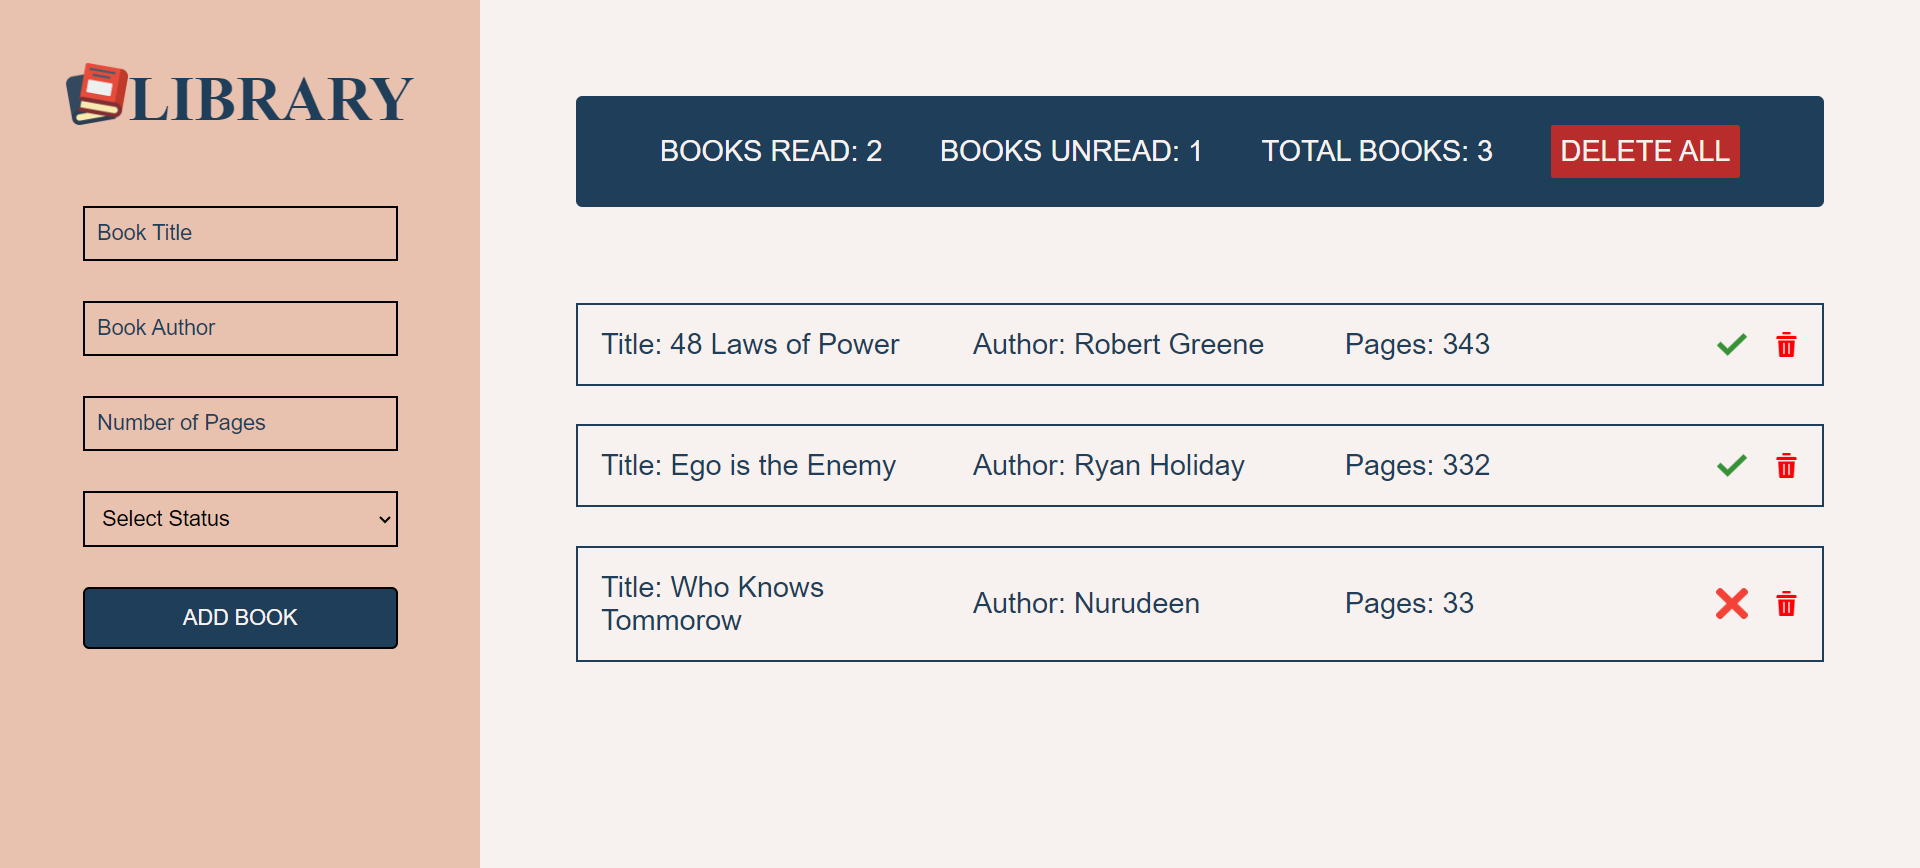 LIBRARY
Book Title
Book Author
Number of Pages
Select Status
ADD BOOK
BOOKS READ: 2 BOOKS UNREAD: 1 TOTAL BOOKS: 3 DELETE ALL
Title: 48 Laws of Power Author: Robert Greene Pages: 343
Title: Ego is the Enemy Author: Ryan Holiday Pages: 332
Title: Who Knows
Tommorow
Author: Nurudeen Pages: 33